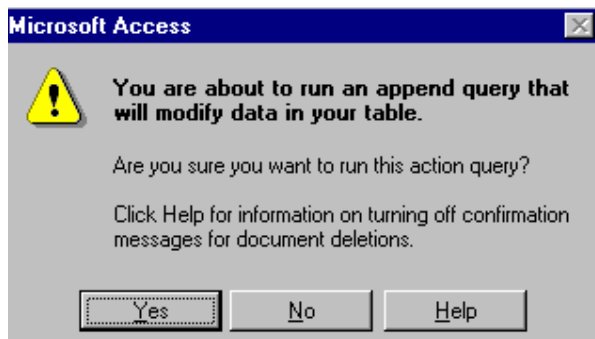 Microsoft Access
You are about to run an append query that
will modify data in your table.
Are you sure you want to run this action query?
Click Help for information on turning off confirmation
messages for document deletions.
Yes No Help